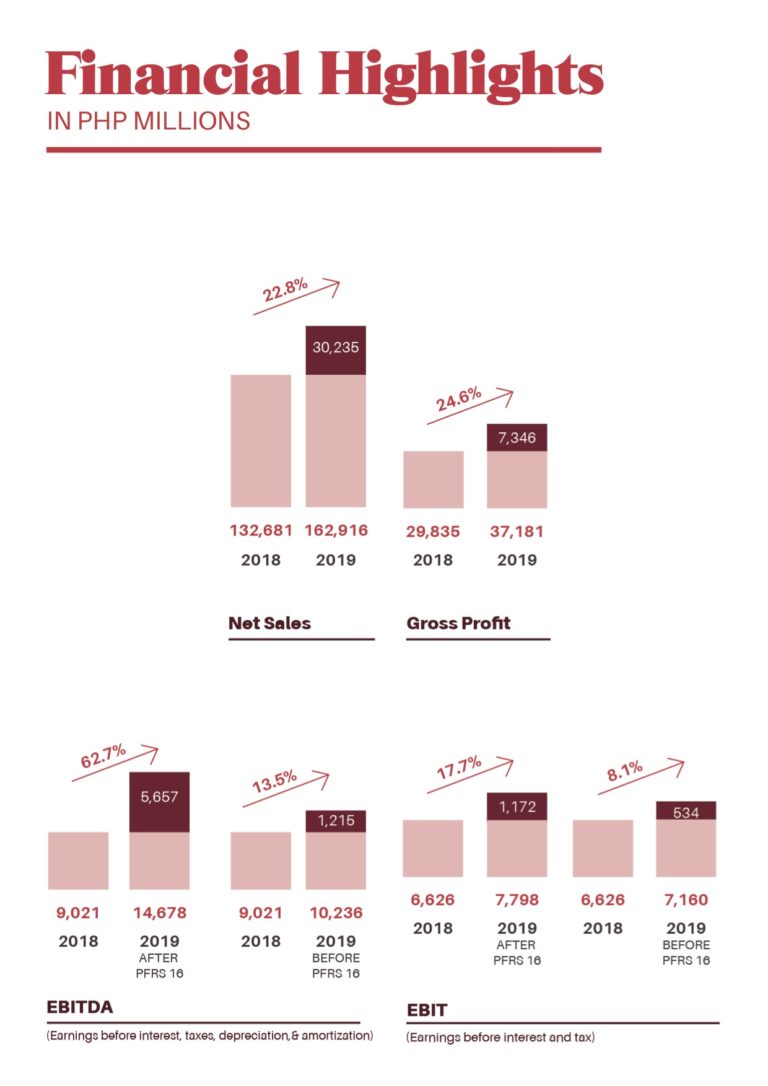 Financial Highlights
IN PHP MILLIONS
22.8%
30,235
132,681 162,916
2018 2019
Net Sales
24.6%
7,346
29,835 37,181
2018 2019
Gross Profit
62.7%
5,657
9,021 14,678
2018 2019
AFTER
PFRS 16
13.5%
1,215
9,021 10,236
2018 2019
BEFORE
PFRS 16
EBITDA
(Earnings before interest, taxes, depreciation,& amortization)
17.7%
1,172
6,626 7,798
2018 2019
AFTER
PFRS 16
8.1%
534
6,626 7,160
2018 2019
BEFORE
PFRS 16
EBIT
(Earnings before interest and tax)